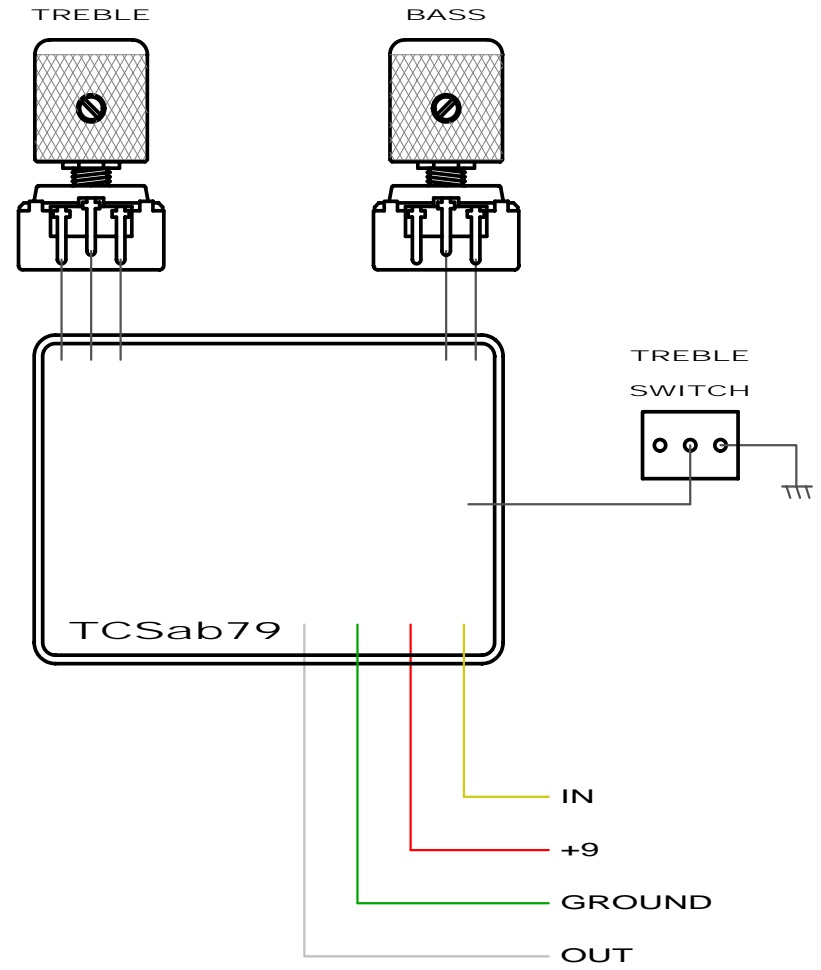 TREBLE
BASS
TREBLE
SWITCH
TCSab79
IN
+9
GROUND
OUT